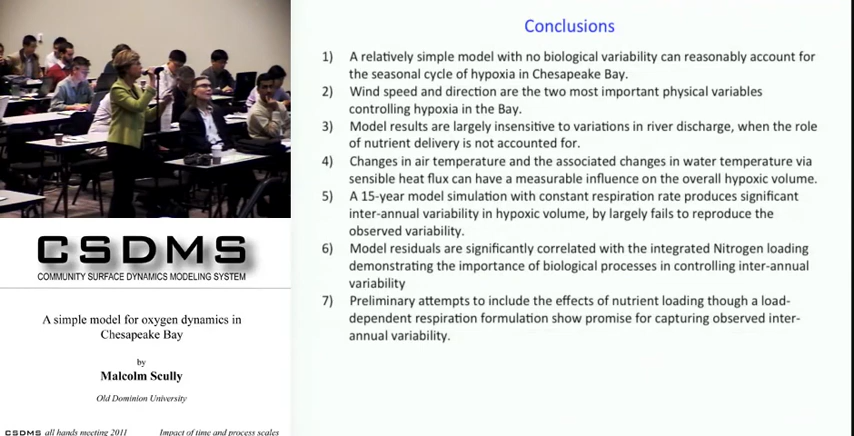 CSDMS
COMMUNITY SURFACE DYNAMICS MODELING SYSTEM
A simple model for oxygen dynamics in
Chesapeake Bay
by
Malcolm Scully
Old Dominion University
CSDMS all hands meeting 2011 Impact of time and process scales
Conclusions
1) A relatively simple model with no biological variability can reasonably account for
the seasonal cycle of hypoxia in Chesapeake Bay.
2) Wind speed and direction are the two most important physical variables
controlling hypoxia in the Bay.
3) Model results are largely insensitive to variations in river discharge, when the role
of nutrient delivery is not accounted for.
4) Changes in air temperature and the associated changes in water temperature via
sensible heat flux can have a measurable influence on the overall hypoxic volume.
5) A 15-year model simulation with constant respiration rate produces significant
inter-annual variability in hypoxic volume, by largely fails to reproduce the
observed variability.
6) Model residuals are significantly correlated with the integrated Nitrogen loading
demonstrating the importance of biological processes in controlling inter-annual
variability
7) Preliminary attempts to include the effects of nutrient loading though a load-
dependent respiration formulation show promise for capturing observed inter-
annual variability.